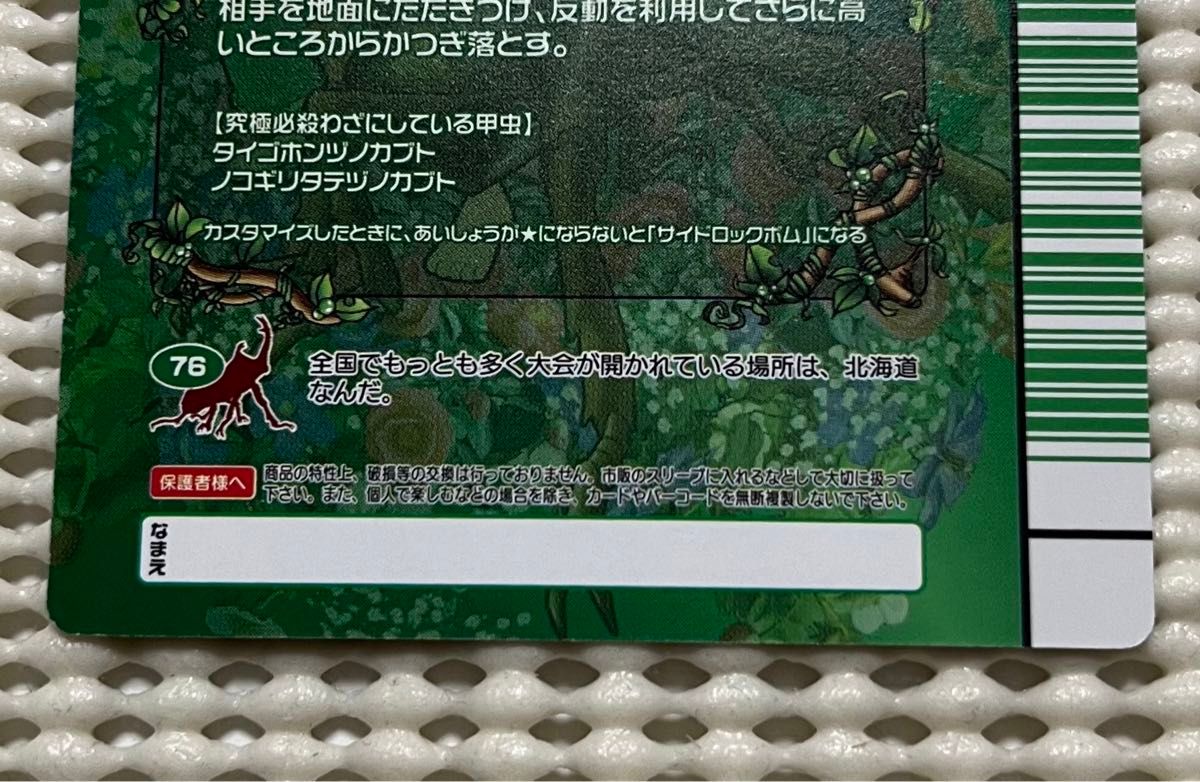 相手を地面にたたきつけ、反動を利用してさらに高
いところからかつぎ落とす。
【究極必殺わざにしている甲虫】
タイゴホンヅノカブト
ノコギリタテヅノカブト
カスタマイズしたときに、あいしょうが★にならないと「サイドロックボム」になる
76
全国でもっとも多く大会が開かれている場所は、北海道
なんだ。
保護者様へ
商品の特性上、破損等の交換は行っておりません。市販のスリーブに入れるなどして大切に扱って
下さい。また、個人で楽しむなどの場合を除き、カードやバーコードを無断複製しないで下さい。
なまえ